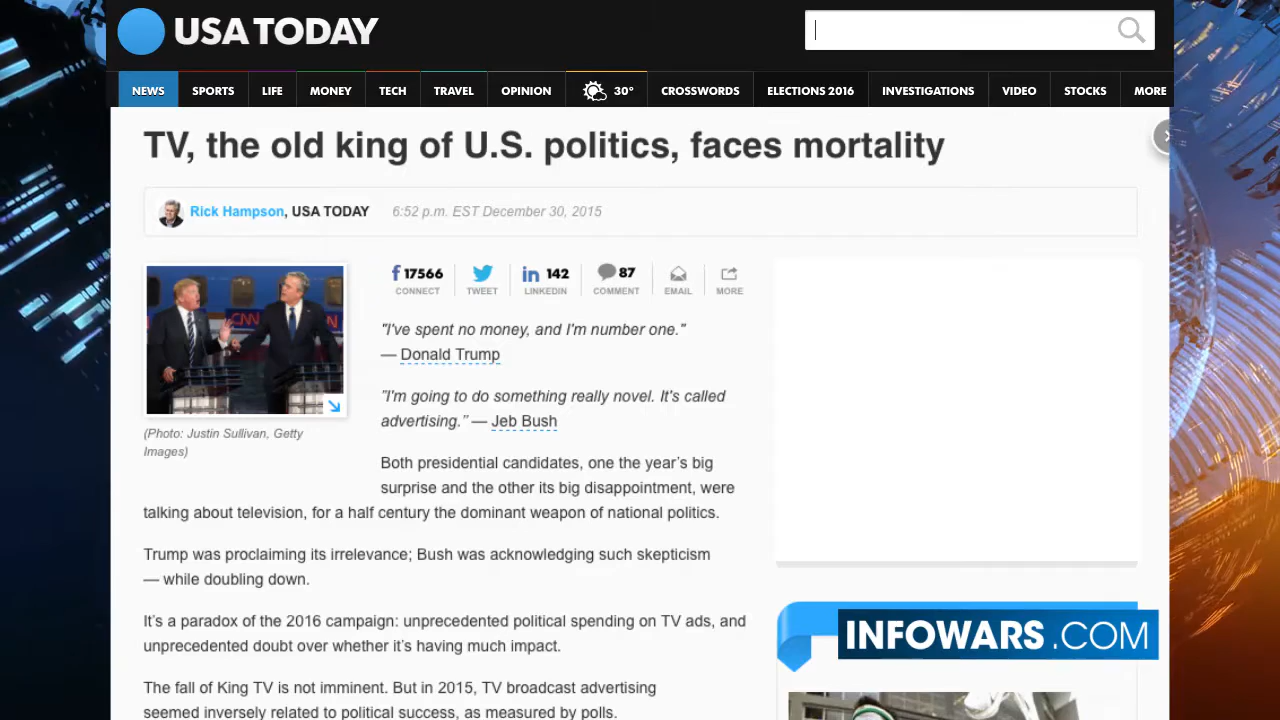 USA TODAY
NEWS SPORTS LIFE MONEY TECH TRAVEL OPINION 30° CROSSWORDS ELECTIONS 2016 INVESTIGATIONS VIDEO STOCKS MORE
TV, the old king of U.S. politics, faces mortality
Rick Hampson, USA TODAY 6:52 p.m. EST December 30, 2015
f 17566 in 142 87
CONNECT TWEET LINKEDIN COMMENT EMAIL MORE
CNN
(Photo: Justin Sullivan, Getty
Images)
"I've spent no money, and I'm number one."
— Donald Trump
"I'm going to do something really novel. It's called
advertising." — Jeb Bush
Both presidential candidates, one the year's big
surprise and the other its big disappointment, were
talking about television, for a half century the dominant weapon of national politics.
Trump was proclaiming its irrelevance; Bush was acknowledging such skepticism
— while doubling down.
It's a paradox of the 2016 campaign: unprecedented political spending on TV ads, and
unprecedented doubt over whether it's having much impact.
The fall of King TV is not imminent. But in 2015, TV broadcast advertising
seemed inversely related to political success, as measured by polls.
INFOWARS.COM